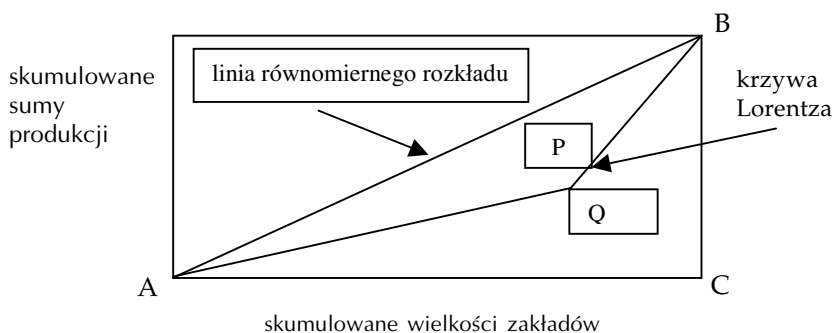 B
linia równomiernego rozkładu
skumulowane
sumy
produkcji
krzywa
Lorentza
P
Q
A
C
skumulowane wielkości zakładów